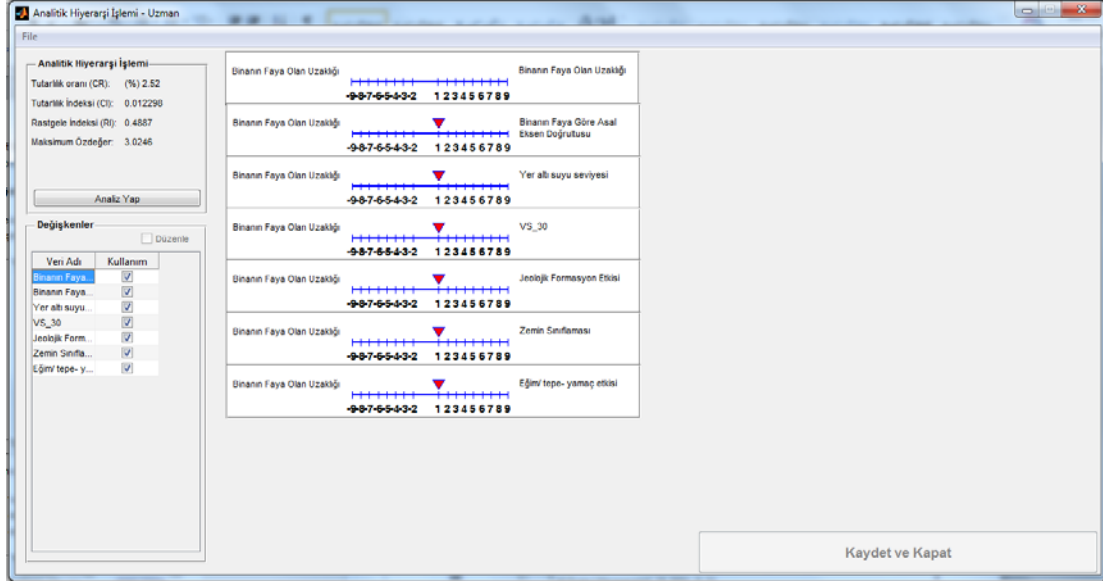 Analitik Hiyerarşi İşlemi - Uzman
File
Analitik Hiyerarşi İşlemi
Tutarlılık oranı (CR): (%) 2.52
Tutarlılık İndeksi (CI): 0.012298
Rastgele İndeksi (RI): 0.4887
Maksimum Özdeğer: 3.0246
Analiz Yap
Değişkenler
Düzenle
Veri Adı Kullanım
Binanın Faya...
Binanın Faya...
Yer altı suyu...
VS_30
Jeolojik Form...
Zemin Sınıfla...
Eğim/ tepe- y...
Binanın Faya Olan Uzaklığı Binanın Faya Olan Uzaklığı
-9-8-7-6-5-4-3-2 1 2 3 4 5 6 7 8 9
Binanın Faya Olan Uzaklığı Binanın Faya Göre Asal
Eksen Doğrultusu
-9-8-7-6-5-4-3-2 1 2 3 4 5 6 7 8 9
Binanın Faya Olan Uzaklığı Yer altı suyu seviyesi
-9-8-7-6-5-4-3-2 1 2 3 4 5 6 7 8 9
Binanın Faya Olan Uzaklığı VS_30
-9-8-7-6-5-4-3-2 1 2 3 4 5 6 7 8 9
Binanın Faya Olan Uzaklığı Jeolojik Formasyon Etkisi
-9-8-7-6-5-4-3-2 1 2 3 4 5 6 7 8 9
Binanın Faya Olan Uzaklığı Zemin Sınıflaması
-9-8-7-6-5-4-3-2 1 2 3 4 5 6 7 8 9
Binanın Faya Olan Uzaklığı Eğim/ tepe- yamaç etkisi
-9-8-7-6-5-4-3-2 1 2 3 4 5 6 7 8 9
Kaydet ve Kapat